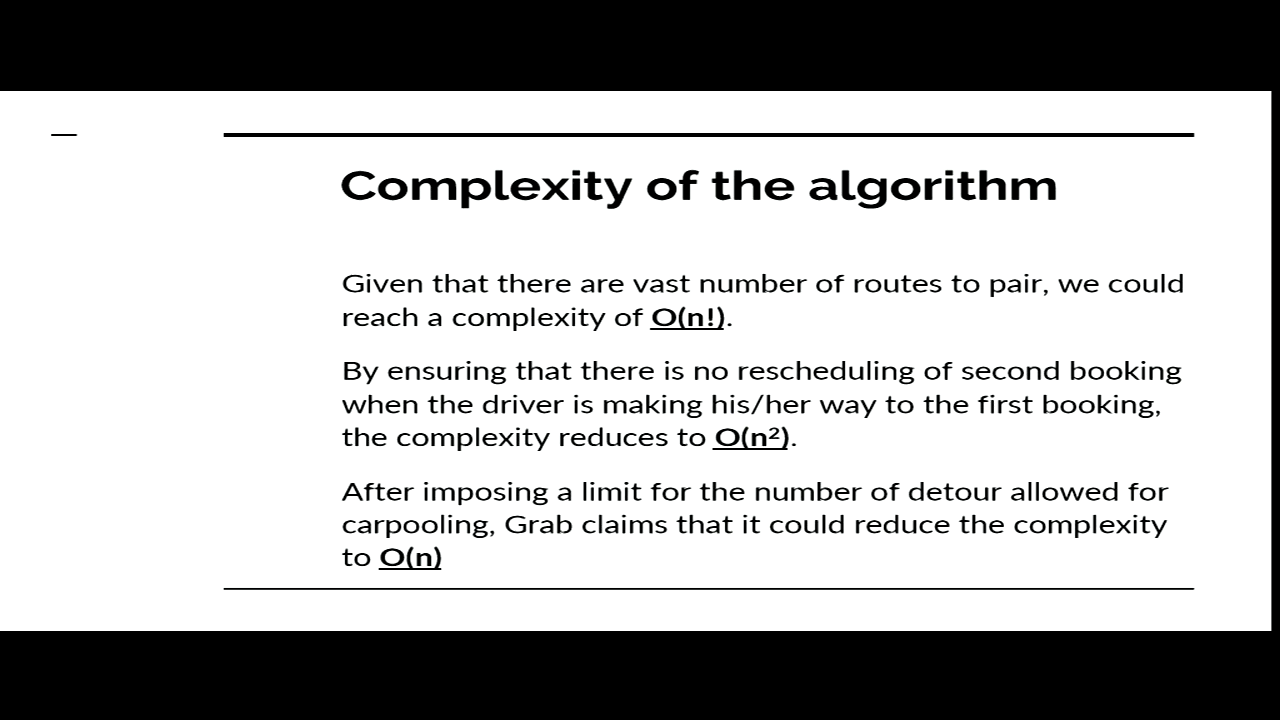 Complexity of the algorithm
Given that there are vast number of routes to pair, we could
reach a complexity of O(n!).
By ensuring that there is no rescheduling of second booking
when the driver is making his/her way to the first booking,
the complexity reduces to O(n²).
After imposing a limit for the number of detour allowed for
carpooling, Grab claims that it could reduce the complexity
to O(n)